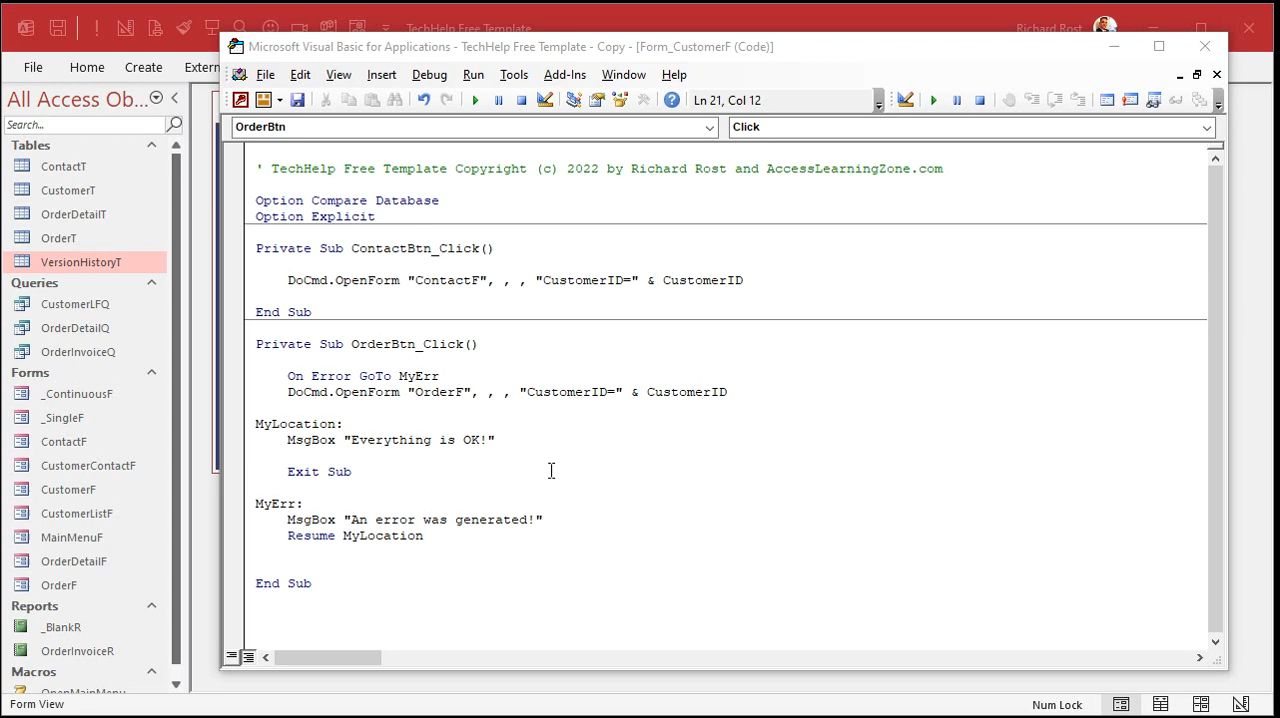 TechHelp Free Template
Richard Rost
File Home Create Extern
Microsoft Visual Basic for Applications - TechHelp Free Template - Copy - [Form_CustomerF (Code)]
File Edit View Insert Debug Run Tools Add-Ins Window Help
Ln 21, Col 12
OrderBtn
Click
All Access Ob...
Search...
Tables
ContactT
CustomerT
OrderDetailT
OrderT
VersionHistoryT
Queries
CustomerLFQ
OrderDetailQ
OrderInvoiceQ
Forms
_ContinuousF
_SingleF
ContactF
CustomerContactF
CustomerF
CustomerListF
MainMenuF
OrderDetailF
OrderF
Reports
_BlankR
OrderInvoiceR
Macros
OpenMainMenu
' TechHelp Free Template Copyright (c) 2022 by Richard Rost and AccessLearningZone.com
Option Compare Database
Option Explicit
Private Sub ContactBtn_Click()
DoCmd.OpenForm "ContactF", , , "CustomerID=" & CustomerID
End Sub
Private Sub OrderBtn_Click()
On Error GoTo MyErr
DoCmd.OpenForm "OrderF", , , "CustomerID=" & CustomerID
MyLocation:
MsgBox "Everything is OK!"
Exit Sub
MyErr:
MsgBox "An error was generated!"
Resume MyLocation
End Sub
Form View
Num Lock